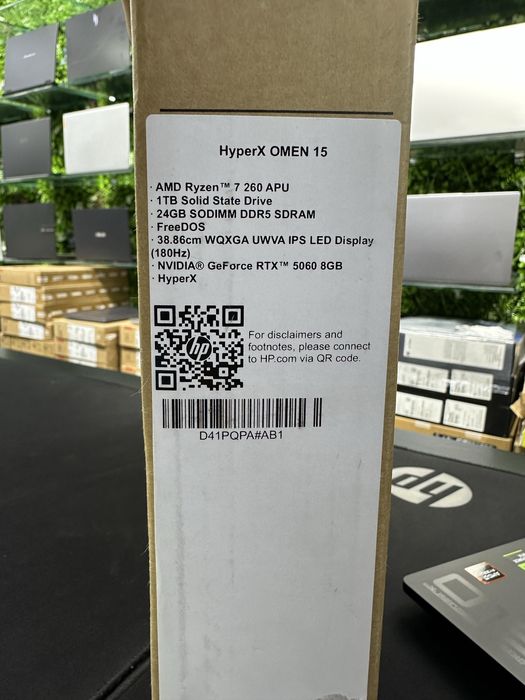 HyperX OMEN 15
· AMD Ryzen™ 7 260 APU
· 1TB Solid State Drive
· 24GB SODIMM DDR5 SDRAM
· FreeDOS
· 38.86cm WQXGA UWVA IPS LED Display
(180Hz)
· NVIDIA® GeForce RTX™ 5060 8GB
· HyperX
hp
For disclaimers and
footnotes, please connect
to HP.com via QR code.
D41PQPA#AB1
hp